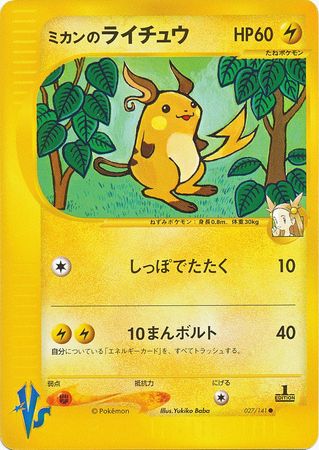 ミカンのライチュウ HP60
たねポケモン
ねずみポケモン：身長0.8m、体重30kg
しっぽでたたく 10
10まんボルト 40
自分についている「エネルギーカード」を、すべてトラッシュする。
弱点 抵抗力 にげる
©Pokémon Illus.Yukiko Baba 027/141 ●
1
EDITION
VS